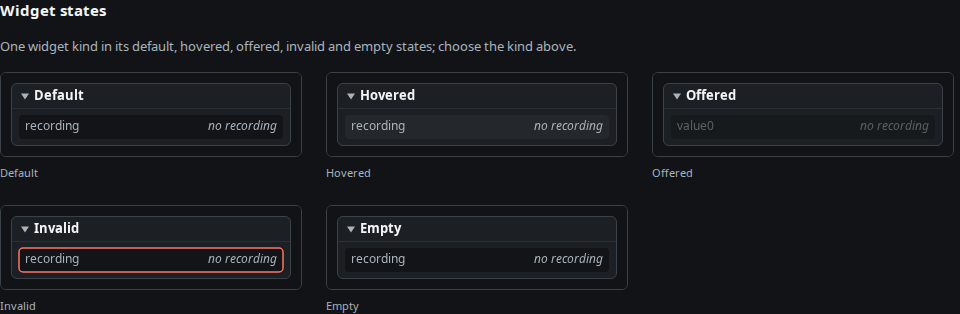 Widget states
One widget kind in its default, hovered, offered, invalid and empty states; choose the kind above.
Default
recording no recording
Default
Hovered
recording no recording
Hovered
Offered
value0 no recording
Offered
Invalid
recording no recording
Invalid
Empty
recording no recording
Empty